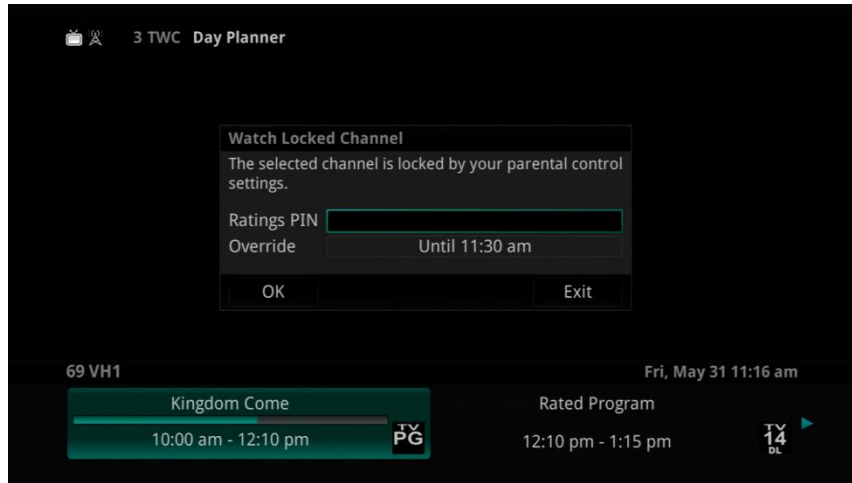 3 TWC Day Planner
Watch Locked Channel
The selected channel is locked by your parental control
settings.
Ratings PIN
Override Until 11:30 am
OK Exit
69 VH1 Fri, May 31 11:16 am
Kingdom Come Rated Program
10:00 am - 12:10 pm TV PG 12:10 pm - 1:15 pm TV 14 DL